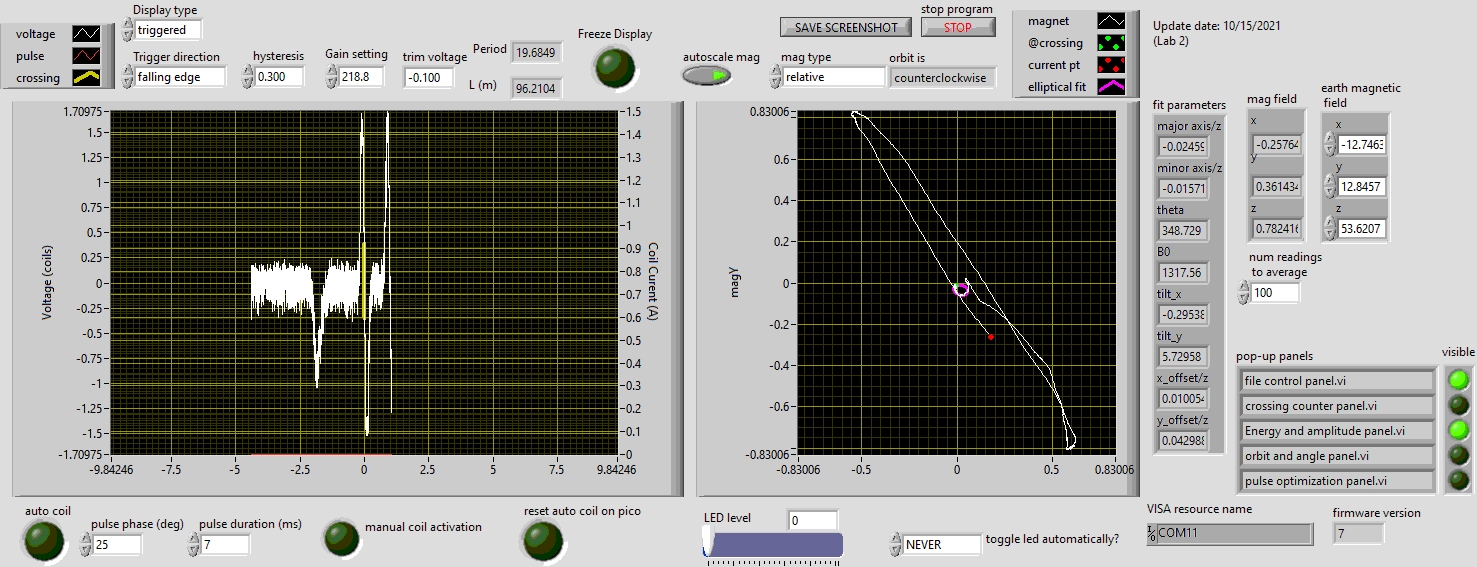 voltage
pulse
crossing
Display type
triggered
Trigger direction
falling edge
hysteresis
0.300
Gain setting
218.8
trim voltage
-0.100
Period
19.6849
L (m)
96.2104
Freeze Display
SAVE SCREENSHOT
stop program
STOP
autoscale mag
mag type
relative
orbit is
counterclockwise
magnet
@crossing
current pt
elliptical fit
Update date: 10/15/2021
(Lab 2)
1.70975
1.5
1.25
1
0.75
0.5
0.25
0
-0.25
-0.5
-0.75
-1
-1.25
-1.5
-1.70975
Voltage (coils)
-9.84246
-7.5
-5
-2.5
0
2.5
5
7.5
9.84246
1.5
1.4
1.3
1.2
1.1
1
0.9
0.8
0.7
0.6
0.5
0.4
0.3
0.2
0.1
0
Coil Curent (A)
0.83006
0.6
0.4
0.2
0
-0.2
-0.4
-0.6
-0.83006
magY
-0.83006
-0.5
0
0.5
0.83006
fit parameters
major axis/z
-0.02459
minor axis/z
-0.01571
theta
348.729
B0
1317.56
tilt_x
-0.29538
tilt_y
5.72958
x_offset/z
0.010054
y_offset/z
0.042988
mag field
x
-0.25764
y
0.361434
z
0.782416
earth magnetic
field
x
-12.7463
y
12.8457
z
53.6207
num readings
to average
100
pop-up panels
visible
file control panel.vi
crossing counter panel.vi
Energy and amplitude panel.vi
orbit and angle panel.vi
pulse optimization panel.vi
auto coil
pulse phase (deg)
25
pulse duration (ms)
7
manual coil activation
reset auto coil on pico
LED level
0
NEVER
toggle led automatically?
VISA resource name
COM11
firmware version
7